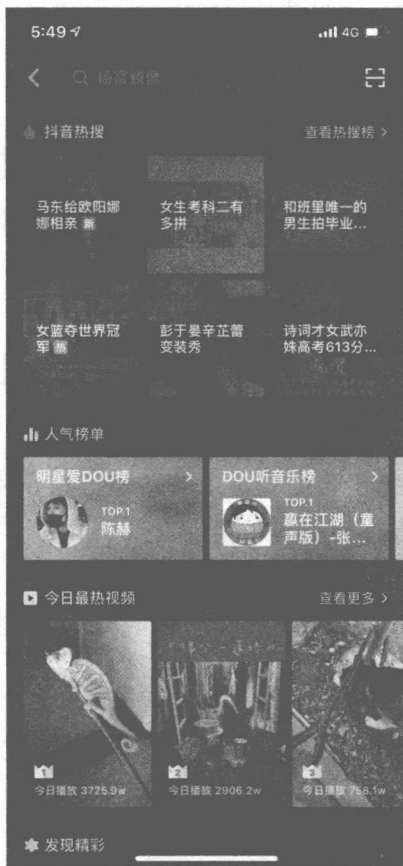 5:49
4G
抖音热搜
查看热搜榜 >
马东给欧阳娜
娜相亲 新
女生考科二有
多拼
和班里唯一的
男生拍毕业...
女篮夺世界冠
军 热
彭于晏辛芷蕾
变装秀
诗词才女武亦
姝高考613分...
人气榜单
明星爱DOU榜 >
TOP.1
陈赫
DOU听音乐榜 >
TOP.1
赢在江湖（童
声版）-张...
今日最热视频
查看更多 >
1
今日播放 3725.9w
2
今日播放 2906.2w
3
今日播放 758.1w
发现精彩